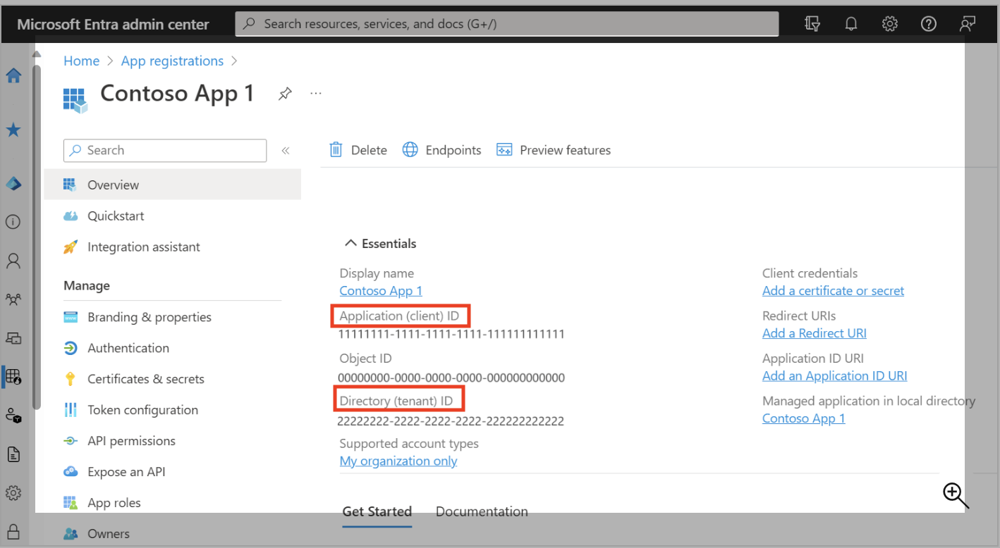 Microsoft Entra admin center
Search resources, services, and docs (G+/)
Home > App registrations >
Contoso App 1
...
Search
«
Delete
Endpoints
Preview features
Overview
Quickstart
Integration assistant
Manage
Branding & properties
Authentication
Certificates & secrets
Token configuration
API permissions
Expose an API
App roles
Owners
Essentials
Display name
Contoso App 1
Application (client) ID
11111111-1111-1111-1111-111111111111
Object ID
00000000-0000-0000-0000-000000000000
Directory (tenant) ID
22222222-2222-2222-2222-222222222222
Supported account types
My organization only
Client credentials
Add a certificate or secret
Redirect URIs
Add a Redirect URI
Application ID URI
Add an Application ID URI
Managed application in local directory
Contoso App 1
Get Started
Documentation